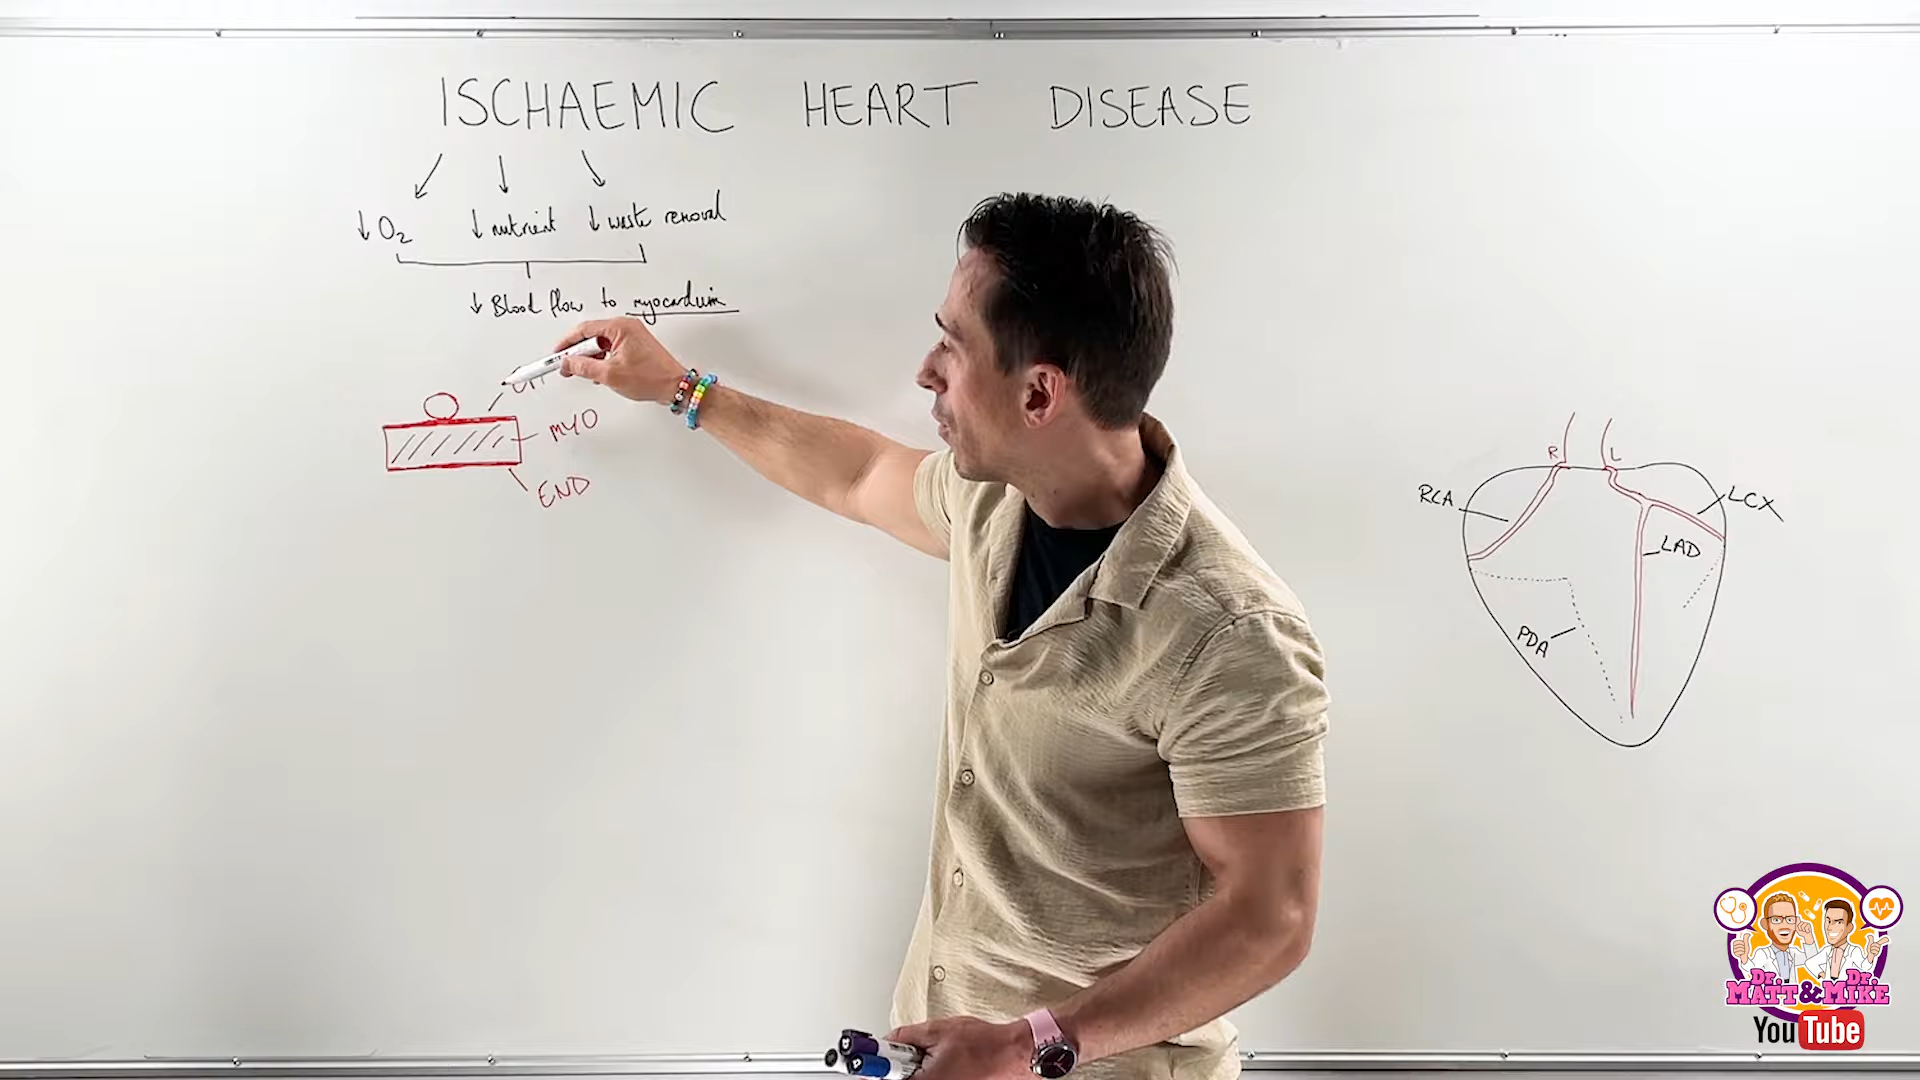 ISCHAEMIC HEART DISEASE
↓ O₂ ↓ nutrient ↓ waste removal
↓ Blood flow to myocardium
MYO
END
R L
RCA
LCX
LAD
PDA
Dr. Dr.
MATT & MIKE
YouTube